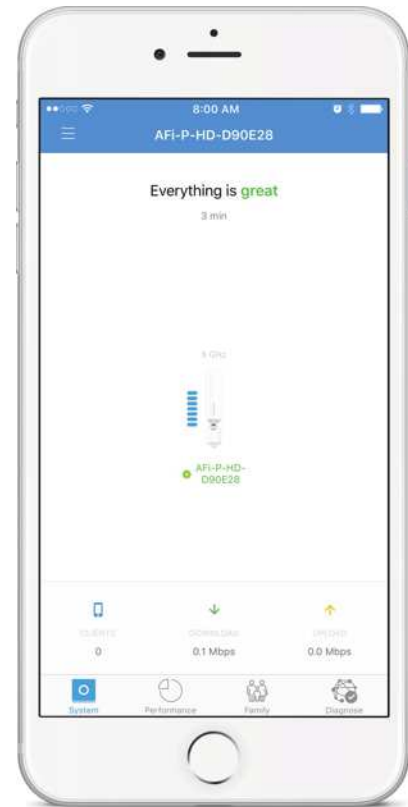 8:00 AM
AFi-P-HD-D90E28
Everything is great
3 min
5 GHz
AFi-P-HD-
D90E28
CLIENTS DOWNLOAD UPLOAD
0 0.1 Mbps 0.0 Mbps
System Performance Family Diagnose